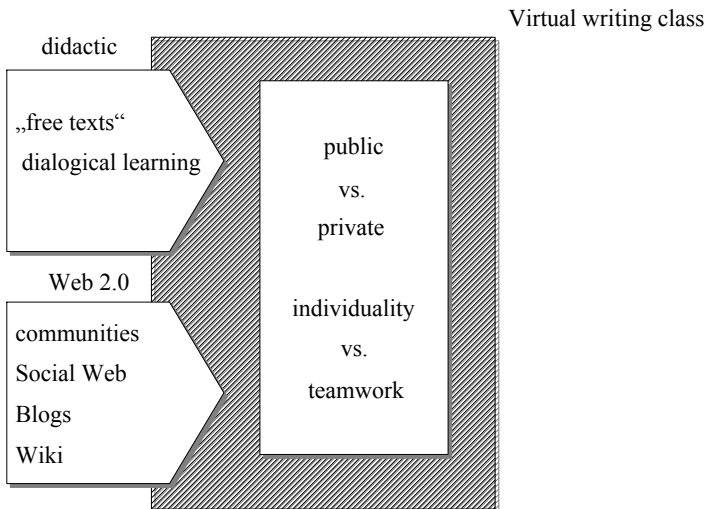 Virtual writing class
didactic
„free texts“
dialogical learning
Web 2.0
communities
Social Web
Blogs
Wiki
public
vs.
private
individuality
vs.
teamwork